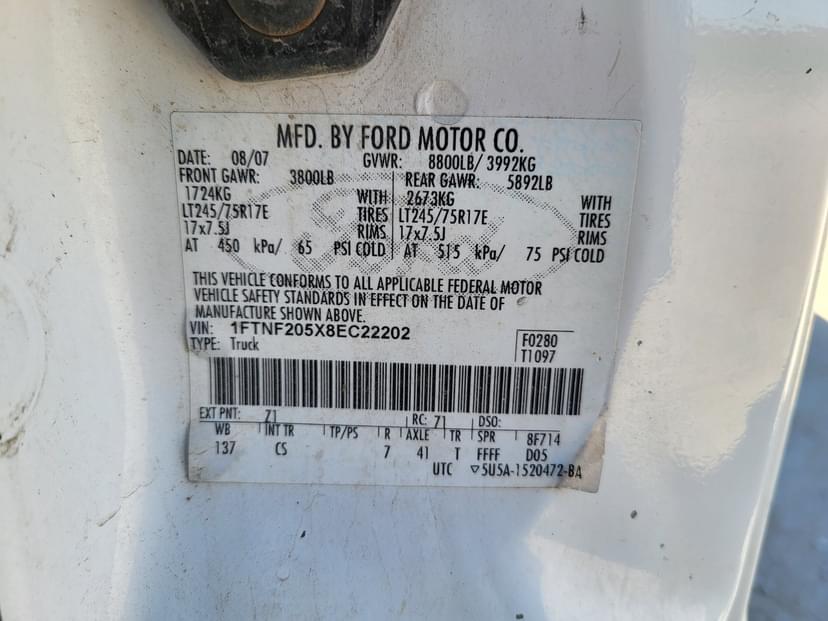 MFD. BY FORD MOTOR CO.
DATE: 08/07 GVWR: 8800LB/ 3992KG
FRONT GAWR: 3800LB REAR GAWR: 5892LB
1724KG WITH 2673KG WITH
LT245/75R17E TIRES LT245/75R17E TIRES
17x7.5J RIMS 17x7.5J RIMS
AT 450 kPa/ 65 PSI COLD AT 515 kPa/ 75 PSI COLD
THIS VEHICLE CONFORMS TO ALL APPLICABLE FEDERAL MOTOR
VEHICLE SAFETY STANDARDS IN EFFECT ON THE DATE OF
MANUFACTURE SHOWN ABOVE.
VIN: 1FTNF205X8EC22202
TYPE: Truck F0280
T1097
EXT PNT: Z1 RC: 71 DSO:
WB INT TR TP/PS R AXLE TR SPR 8F714
137 CS 7 41 T FFFF D05
UTC ▽5U5A-1520472-BA